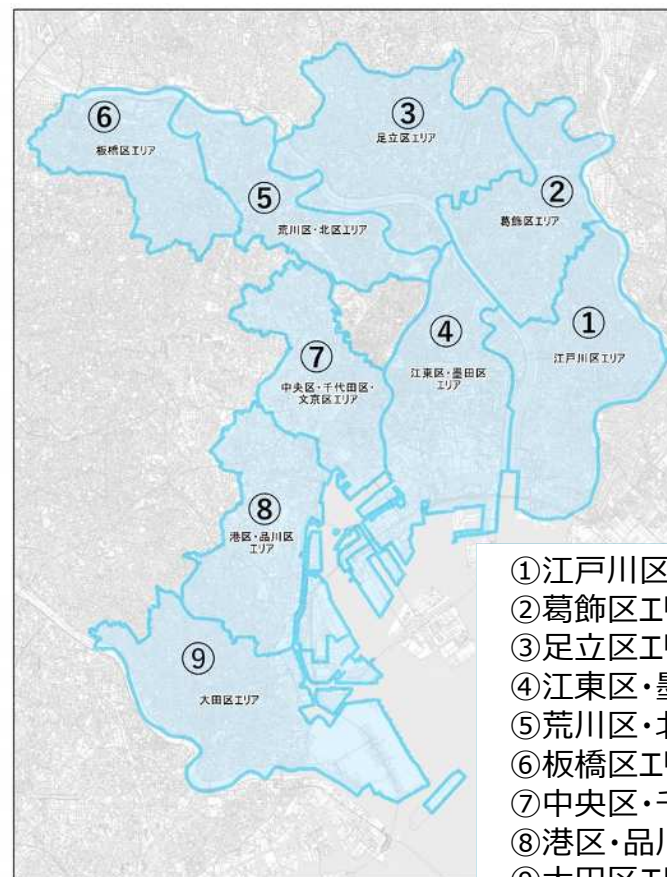 ⑥
板橋区エリア
③
足立区エリア
⑤
荒川区・北区エリア
②
葛飾区エリア
①
江戸川区エリア
④
江東区・墨田区
エリア
⑦
中央区・千代田区・
文京区エリア
⑧
港区・品川区
エリア
⑨
大田区エリア
①江戸川区
②葛飾区エリ
③足立区エリ
④江東区・墨
⑤荒川区・北
⑥板橋区エリ
⑦中央区・千
⑧港区・品川
⑨大田区エリ